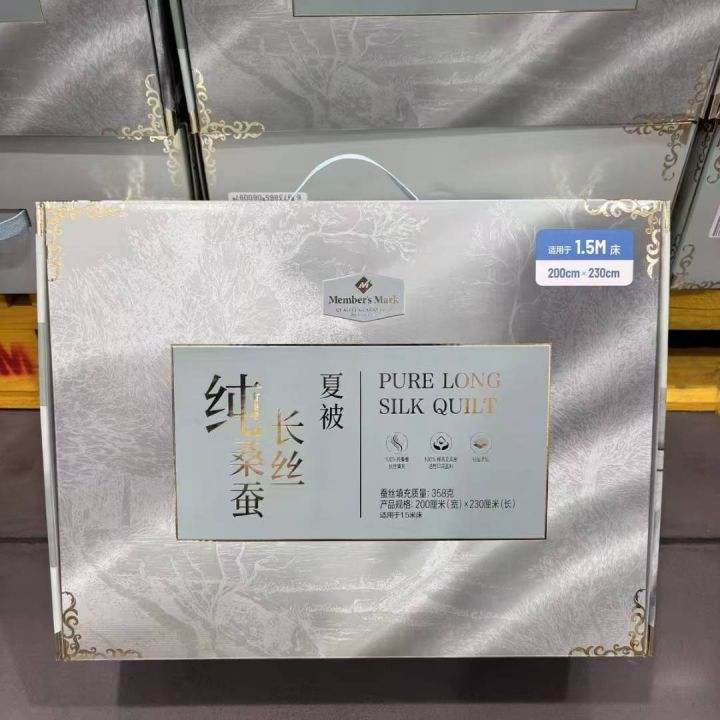 适用于 1.5M 床
200cm×230cm
Member's Mark
夏被
纯桑蚕
长丝
PURE LONG
SILK QUILT
蚕丝填充质量: 368克
产品规格: 200厘米(宽)×230厘米(长)
适用于1.5米床